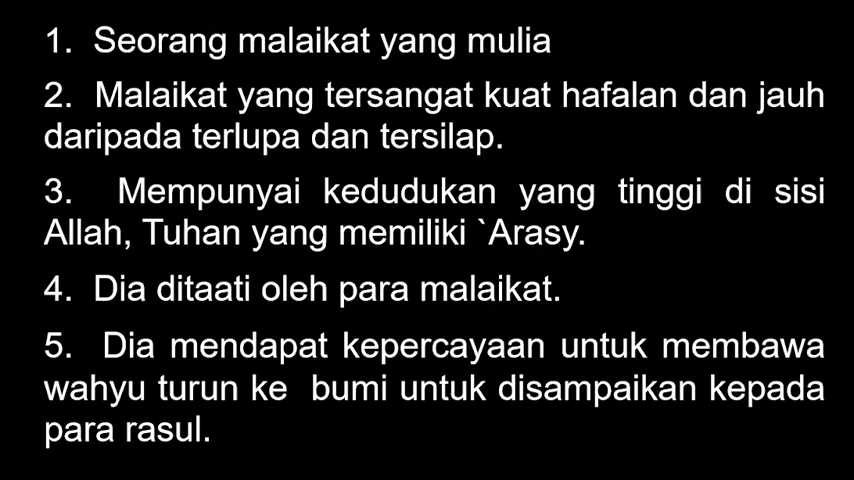 1. Seorang malaikat yang mulia
2. Malaikat yang tersangat kuat hafalan dan jauh
daripada terlupa dan tersilap.
3. Mempunyai kedudukan yang tinggi di sisi
Allah, Tuhan yang memiliki `Arasy.
4. Dia ditaati oleh para malaikat.
5. Dia mendapat kepercayaan untuk membawa
wahyu turun ke bumi untuk disampaikan kepada
para rasul.